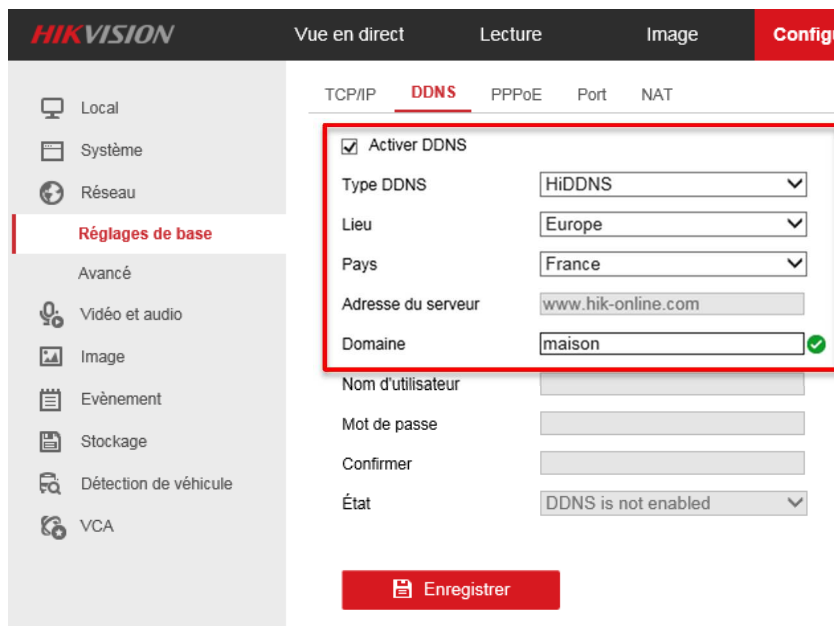 HIKVISION
Vue en direct
Lecture
Image
Configu
TCP/IP
DDNS
PPPoE
Port
NAT
Local
Système
Réseau
Réglages de base
Avancé
Vidéo et audio
Image
Evènement
Stockage
Détection de véhicule
VCA
Activer DDNS
Type DDNS
HiDDNS
Lieu
Europe
Pays
France
Adresse du serveur
www.hik-online.com
Domaine
maison
Nom d'utilisateur
Mot de passe
Confirmer
État
DDNS is not enabled
Enregistrer